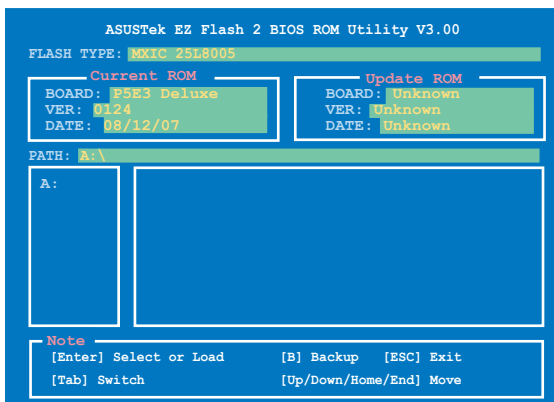 ASUSTek EZ Flash 2 BIOS ROM Utility V3.00
FLASH TYPE: MXIC 25L8005
Current ROM
BOARD: P5E3 Deluxe
VER: 0124
DATE: 08/12/07
Update ROM
BOARD: Unknown
VER: Unknown
DATE: Unknown
PATH: A:\
A:
Note
[Enter] Select or Load [B] Backup [ESC] Exit
[Tab] Switch [Up/Down/Home/End] Move